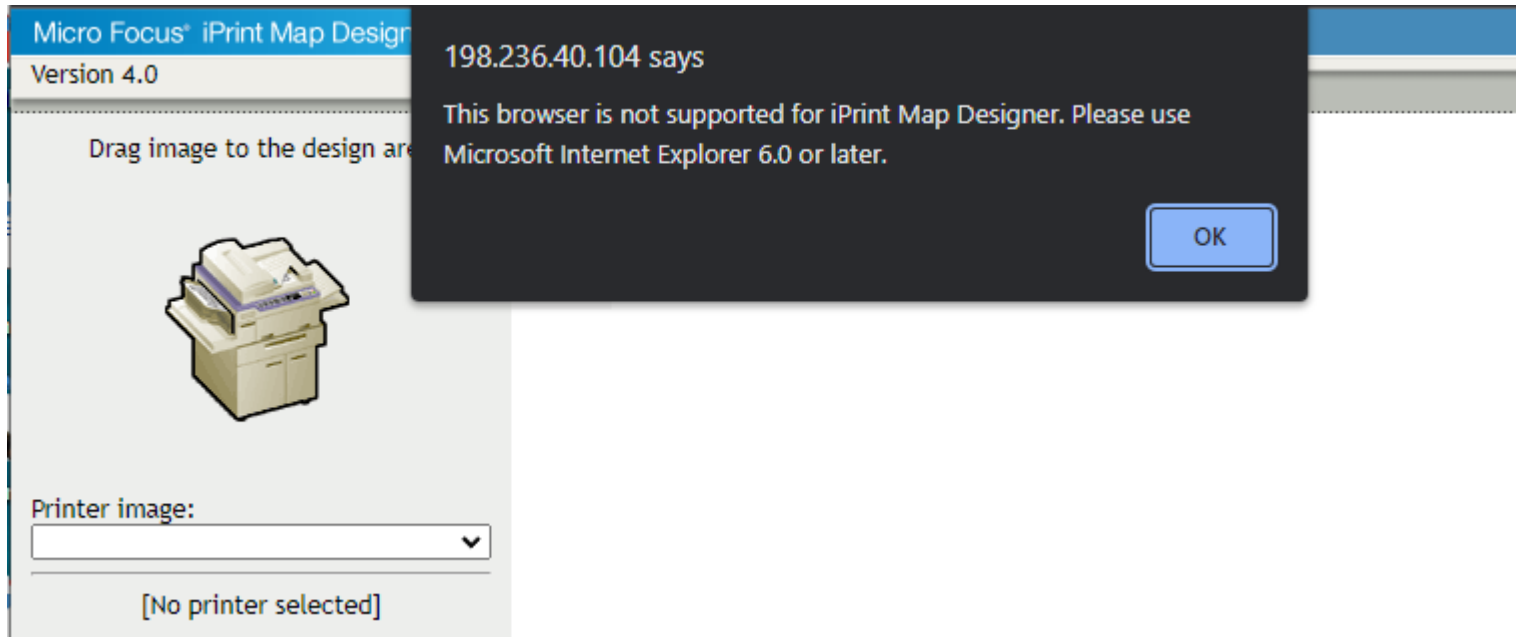 Micro Focus® iPrint Map Design
Version 4.0
198.236.40.104 says
This browser is not supported for iPrint Map Designer. Please use
Microsoft Internet Explorer 6.0 or later.
OK
Drag image to the design are
Printer image:
[No printer selected]